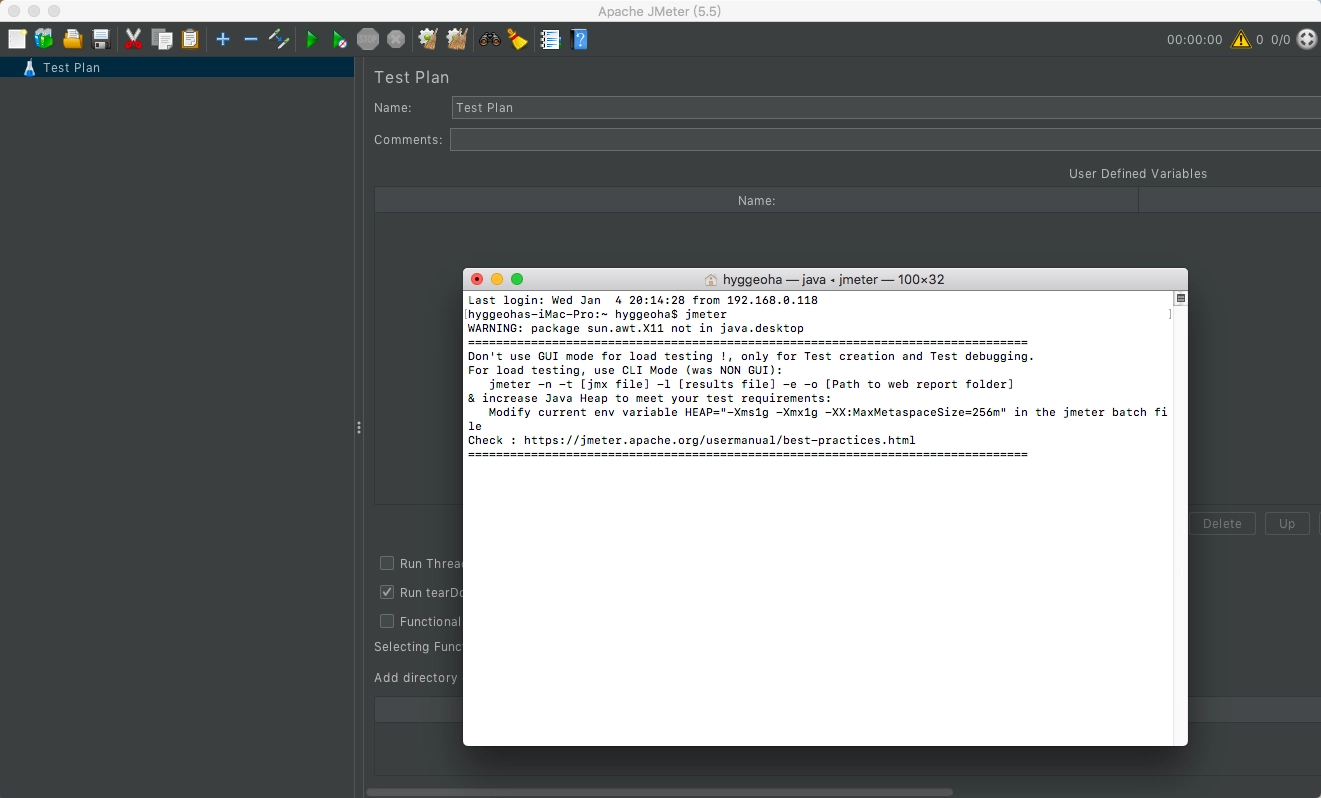 Apache JMeter (5.5)
STOP
00:00:00 0 0/0
Test Plan
Test Plan
Name: Test Plan
Comments:
User Defined Variables
Name:
hyggeoha — java ◂ jmeter — 100×32
Last login: Wed Jan  4 20:14:28 from 192.168.0.118
[hyggeohas-iMac-Pro:~ hyggeoha$ jmeter ]
WARNING: package sun.awt.X11 not in java.desktop
================================================================================
Don't use GUI mode for load testing !, only for Test creation and Test debugging.
For load testing, use CLI Mode (was NON GUI):
   jmeter -n -t [jmx file] -l [results file] -e -o [Path to web report folder]
& increase Java Heap to meet your test requirements:
   Modify current env variable HEAP="-Xms1g -Xmx1g -XX:MaxMetaspaceSize=256m" in the jmeter batch fi
le
Check : https://jmeter.apache.org/usermanual/best-practices.html
================================================================================
Delete Up
Run Threa
Run tearDo
Functional
Selecting Func
Add directory